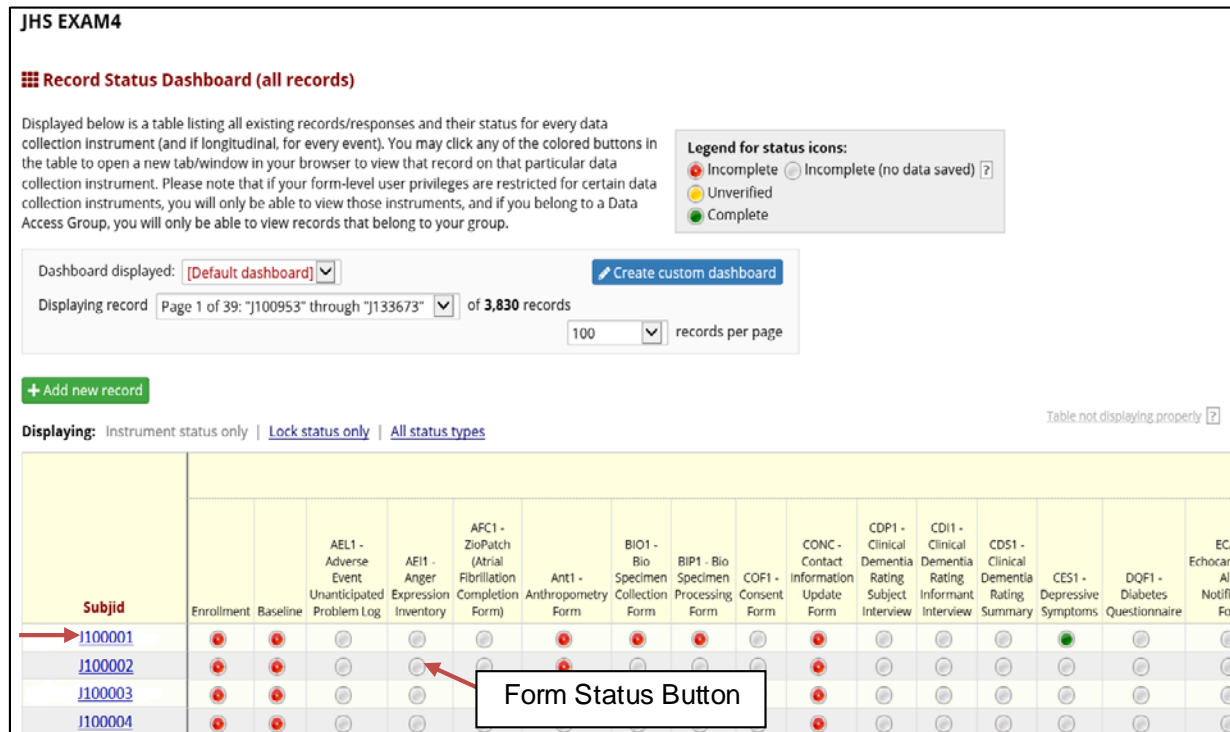 JHS EXAM4
Record Status Dashboard (all records)
Displayed below is a table listing all existing records/responses and their status for every data
collection instrument (and if longitudinal, for every event). You may click any of the colored buttons in
the table to open a new tab/window in your browser to view that record on that particular data
collection instrument. Please note that if your form-level user privileges are restricted for certain data
collection instruments, you will only be able to view those instruments, and if you belong to a Data
Access Group, you will only be able to view records that belong to your group.
Legend for status icons:
Incomplete Incomplete (no data saved) ?
Unverified
Complete
Dashboard displayed: [Default dashboard]
Create custom dashboard
Displaying record Page 1 of 39: "J100953" through "J133673" of 3,830 records
100 records per page
+ Add new record
Table not displaying properly ?
Displaying: Instrument status only | Lock status only | All status types
Subjid
Enrollment
Baseline
AEL1 -
Adverse
Event
Unanticipated
Problem Log
AEI1 -
Anger
Expression
Inventory
AFC1 -
ZioPatch
(Atrial
Fibrillation
Completion
Form)
Ant1 -
Anthropometry
Form
BIO1 -
Bio
Specimen
Collection
Form
BIP1 - Bio
Specimen
Processing
Form
COF1 -
Consent
Form
CONC -
Contact
Information
Update
Form
CDP1 -
Clinical
Dementia
Rating
Subject
Interview
CDI1 -
Clinical
Dementia
Rating
Informant
Interview
CDS1 -
Clinical
Dementia
Rating
Summary
CES1 -
Depressive
Symptoms
DQF1 -
Diabetes
Questionnaire
J100001
J100002
J100003
J100004
Form Status Button